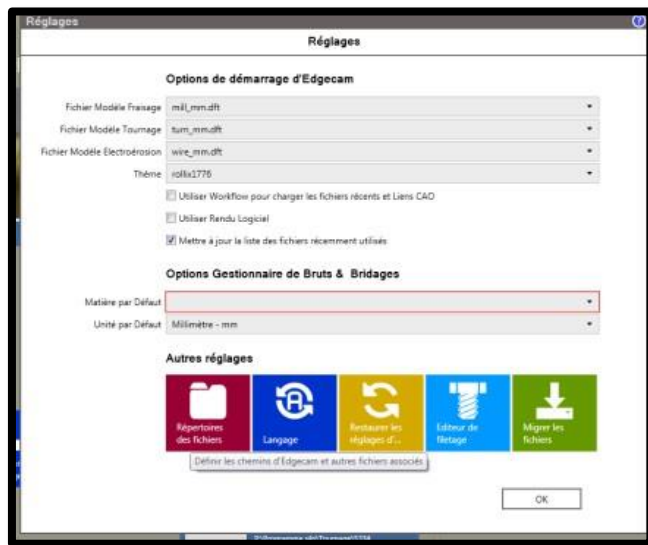 Réglages
Réglages
Options de démarrage d'Edgecam
Fichier Modèle Fraisage mill_mm.dft
Fichier Modèle Tournage turn_mm.dft
Fichier Modèle Electroérosion wire_mm.dft
Thème rollix1776
Utiliser Workflow pour charger les fichiers récents et Liens CAO
Utiliser Rendu Logiciel
Mettre à jour la liste des fichiers récemment utilisés
Options Gestionnaire de Bruts & Bridages
Matière par Défaut
Unité par Défaut Millimètre - mm
Autres réglages
Répertoires des fichiers
Langage
Restaurer les réglages d'...
Editeur de filetage
Migrer les fichiers
Définir les chemins d'Edgecam et autres fichiers associés
OK